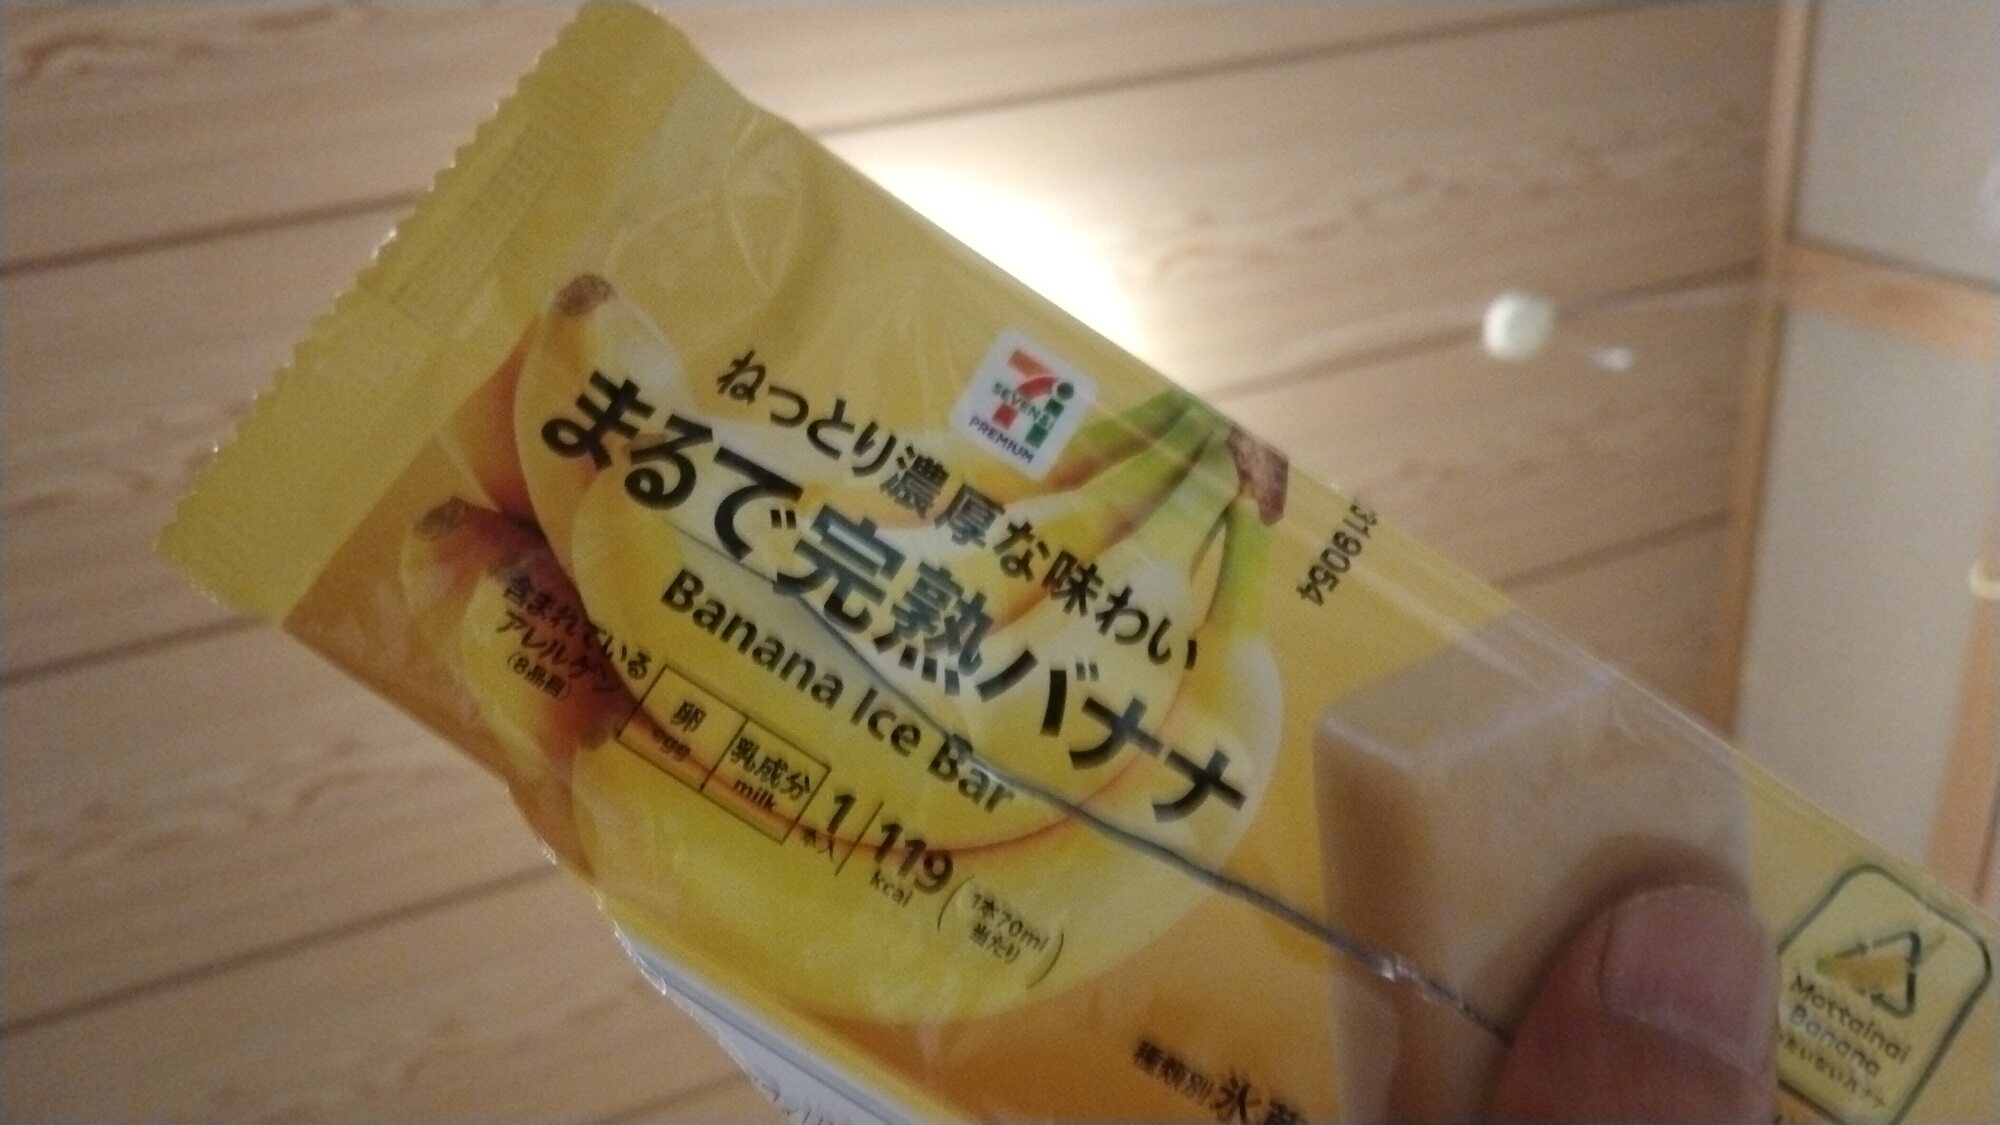 7i
SEVEN&i
PREMIUM
ねっとり濃厚な味わい
まるで完熟バナナ
Banana Ice Bar
319054
含まれている
アレルゲン
(8品目)
卵
egg
乳成分
milk
1
本入
119
kcal
(1本70ml
当たり)
種類別 氷菓
Mottainai
Banana